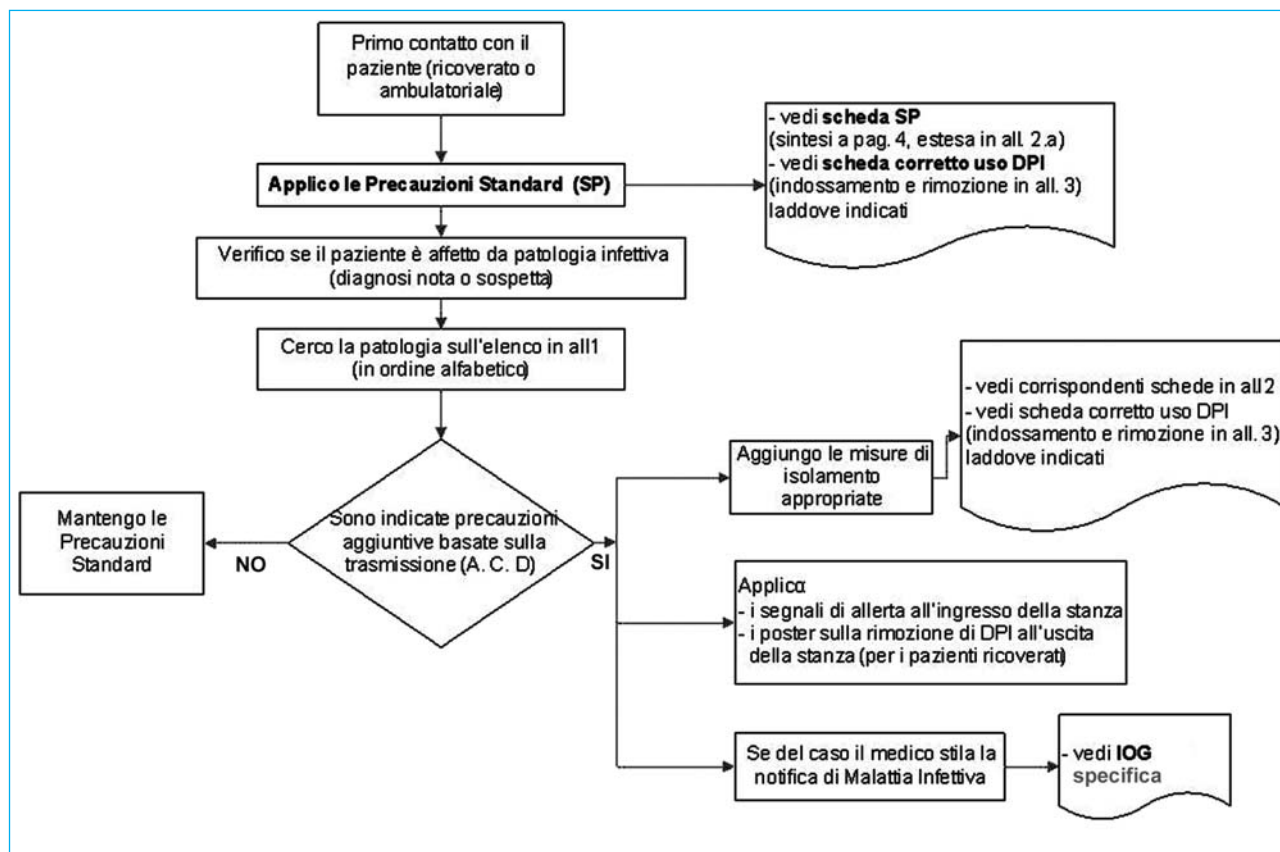 Primo contatto con il
paziente (ricoverato o
ambulatoriale)
- vedi scheda SP
(sintesi a pag. 4, estesa in all. 2.a)
- vedi scheda corretto uso DPI
(indossamento e rimozione in all. 3)
laddove indicati
Applico le Precauzioni Standard (SP)
Verifico se il paziente è affetto da patologia infettiva
(diagnosi nota o sospetta)
Cerco la patologia sull'elenco in all1
(in ordine alfabetico)
- vedi corrispondenti schede in all2
- vedi scheda corretto uso DPI
(indossamento e rimozione in all. 3)
laddove indicati
Aggiungo le misure di
isolamento
appropriate
Sono indicate precauzioni
aggiuntive basate sulla
trasmissione (A. C. D)
NO
SI
Mantengo le
Precauzioni
Standard
Applico:
- i segnali di allerta all'ingresso della stanza
- i poster sulla rimozione di DPI all'uscita
della stanza (per i pazienti ricoverati)
Se del caso il medico stila la
notifica di Malattia Infettiva
- vedi IOG
specifica